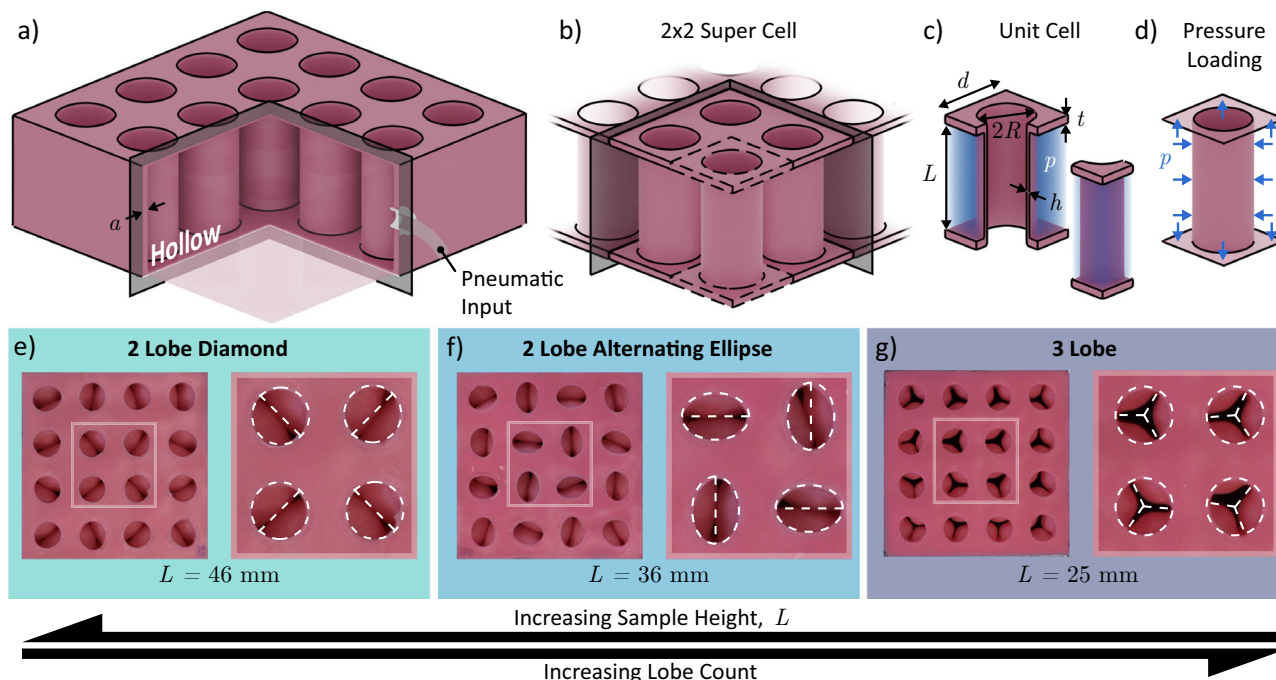 a)
a
Hollow
Pneumatic
Input
b)
2x2 Super Cell
c)
Unit Cell
d
2R
t
L
p
h
d)
Pressure
Loading
p
e)
2 Lobe Diamond
L = 46 mm
f)
2 Lobe Alternating Ellipse
L = 36 mm
g)
3 Lobe
L = 25 mm
Increasing Sample Height, L
Increasing Lobe Count